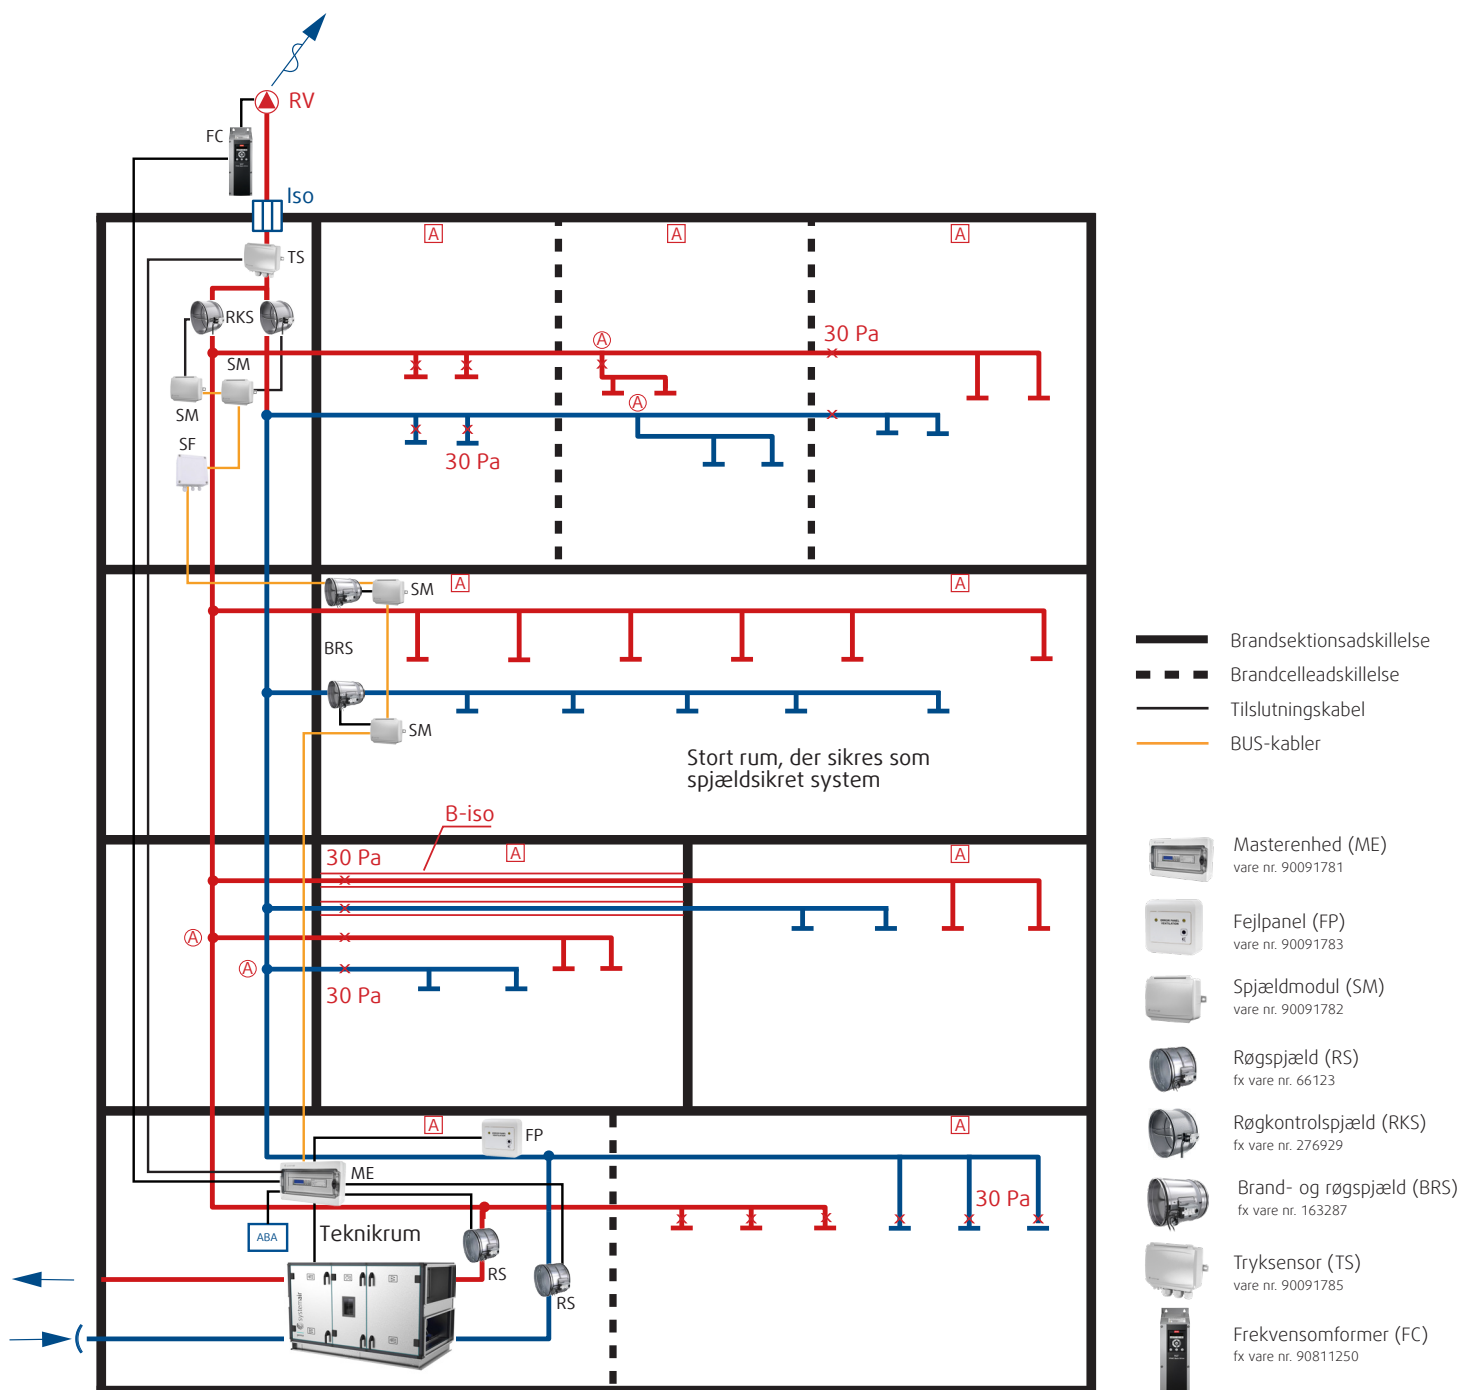 RV
FC
Iso
A
A
A
TS
RKS
A
30 Pa
SM
A
SM
SF
30 Pa
SM
A
A
BRS
SM
Stort rum, der sikres som
spjældsikret system
B-iso
30 Pa
A
A
A
A
30 Pa
A
A
FP
ME
30 Pa
ABA
Teknikrum
RS
RS
systemair
Brandsektionsadskillelse
Brandcelleadskillelse
Tilslutningskabel
BUS-kabler
Masterenhed (ME)
vare nr. 90091781
Fejlpanel (FP)
vare nr. 90091783
Spjældmodul (SM)
vare nr. 90091782
Røgspjæld (RS)
fx vare nr. 66123
Røgkontrolspjæld (RKS)
fx vare nr. 276929
Brand- og røgspjæld (BRS)
fx vare nr. 163287
Tryksensor (TS)
vare nr. 90091785
Frekvensomformer (FC)
fx vare nr. 90811250